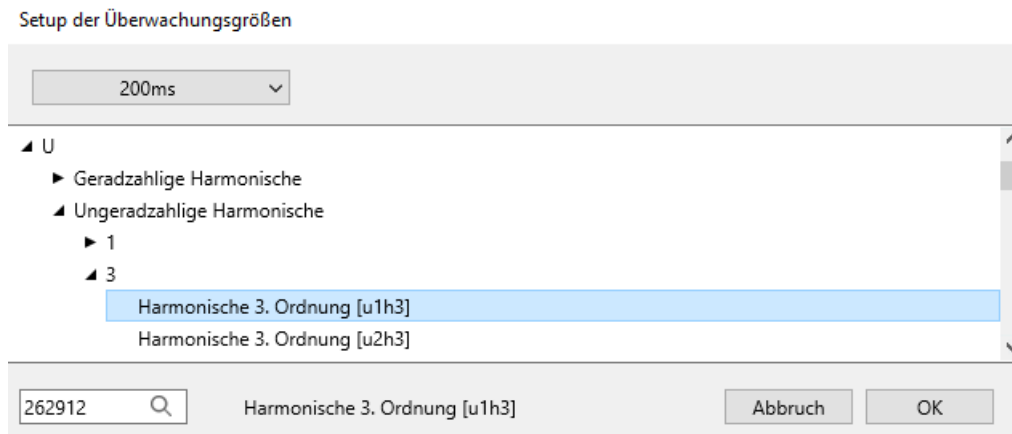 Setup der Überwachungsgrößen
200ms
U
Geradzahlige Harmonische
Ungeradzahlige Harmonische
1
3
Harmonische 3. Ordnung [u1h3]
Harmonische 3. Ordnung [u2h3]
262912 Harmonische 3. Ordnung [u1h3] Abbruch OK